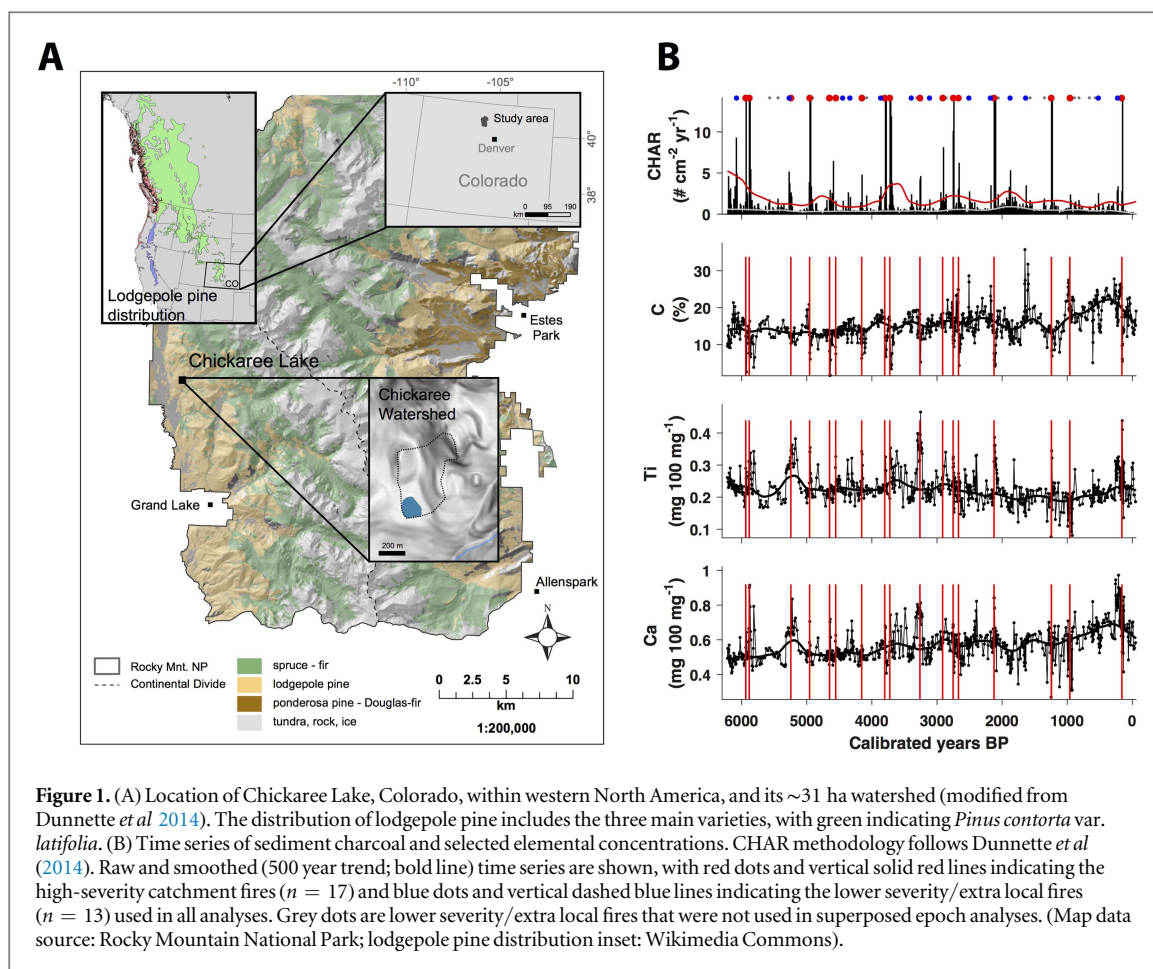 A
-110°
-105°
Study area
Denver
Colorado
40°
38°
km
0 95 190
CO
Lodgepole pine
distribution
Estes
Park
Chickaree Lake
Chickaree
Watershed
200 m
Grand Lake
Allenspark
N
Rocky Mnt. NP
Continental Divide
spruce - fir
lodgepole pine
ponderosa pine - Douglas-fir
tundra, rock, ice
0 2.5 5 10
km
1:200,000
B
CHAR
(# cm-2 yr-1)
10
5
0
C
(%)
30
20
10
Ti
(mg 100 mg-1)
0.4
0.3
0.2
0.1
Ca
(mg 100 mg-1)
1
0.8
0.6
0.4
6000 5000 4000 3000 2000 1000 0
Calibrated years BP
Figure 1. (A) Location of Chickaree Lake, Colorado, within western North America, and its ~31 ha watershed (modified from
Dunnette et al 2014). The distribution of lodgepole pine includes the three main varieties, with green indicating Pinus contorta var.
latifolia. (B) Time series of sediment charcoal and selected elemental concentrations. CHAR methodology follows Dunnette et al
(2014). Raw and smoothed (500 year trend; bold line) time series are shown, with red dots and vertical solid red lines indicating the
high-severity catchment fires (n = 17) and blue dots and vertical dashed blue lines indicating the lower severity/extra local fires
(n = 13) used in all analyses. Grey dots are lower severity/extra local fires that were not used in superposed epoch analyses. (Map data
source: Rocky Mountain National Park; lodgepole pine distribution inset: Wikimedia Commons).